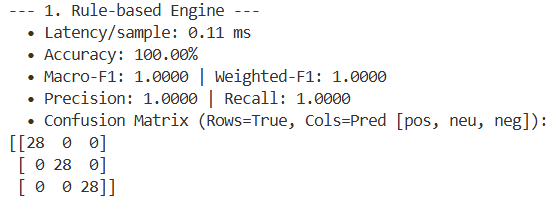 --- 1. Rule-based Engine ---
• Latency/sample: 0.11 ms
• Accuracy: 100.00%
• Macro-F1: 1.0000 | Weighted-F1: 1.0000
• Precision: 1.0000 | Recall: 1.0000
• Confusion Matrix (Rows=True, Cols=Pred [pos, neu, neg]):
[[28  0  0]
 [ 0 28  0]
 [ 0  0 28]]